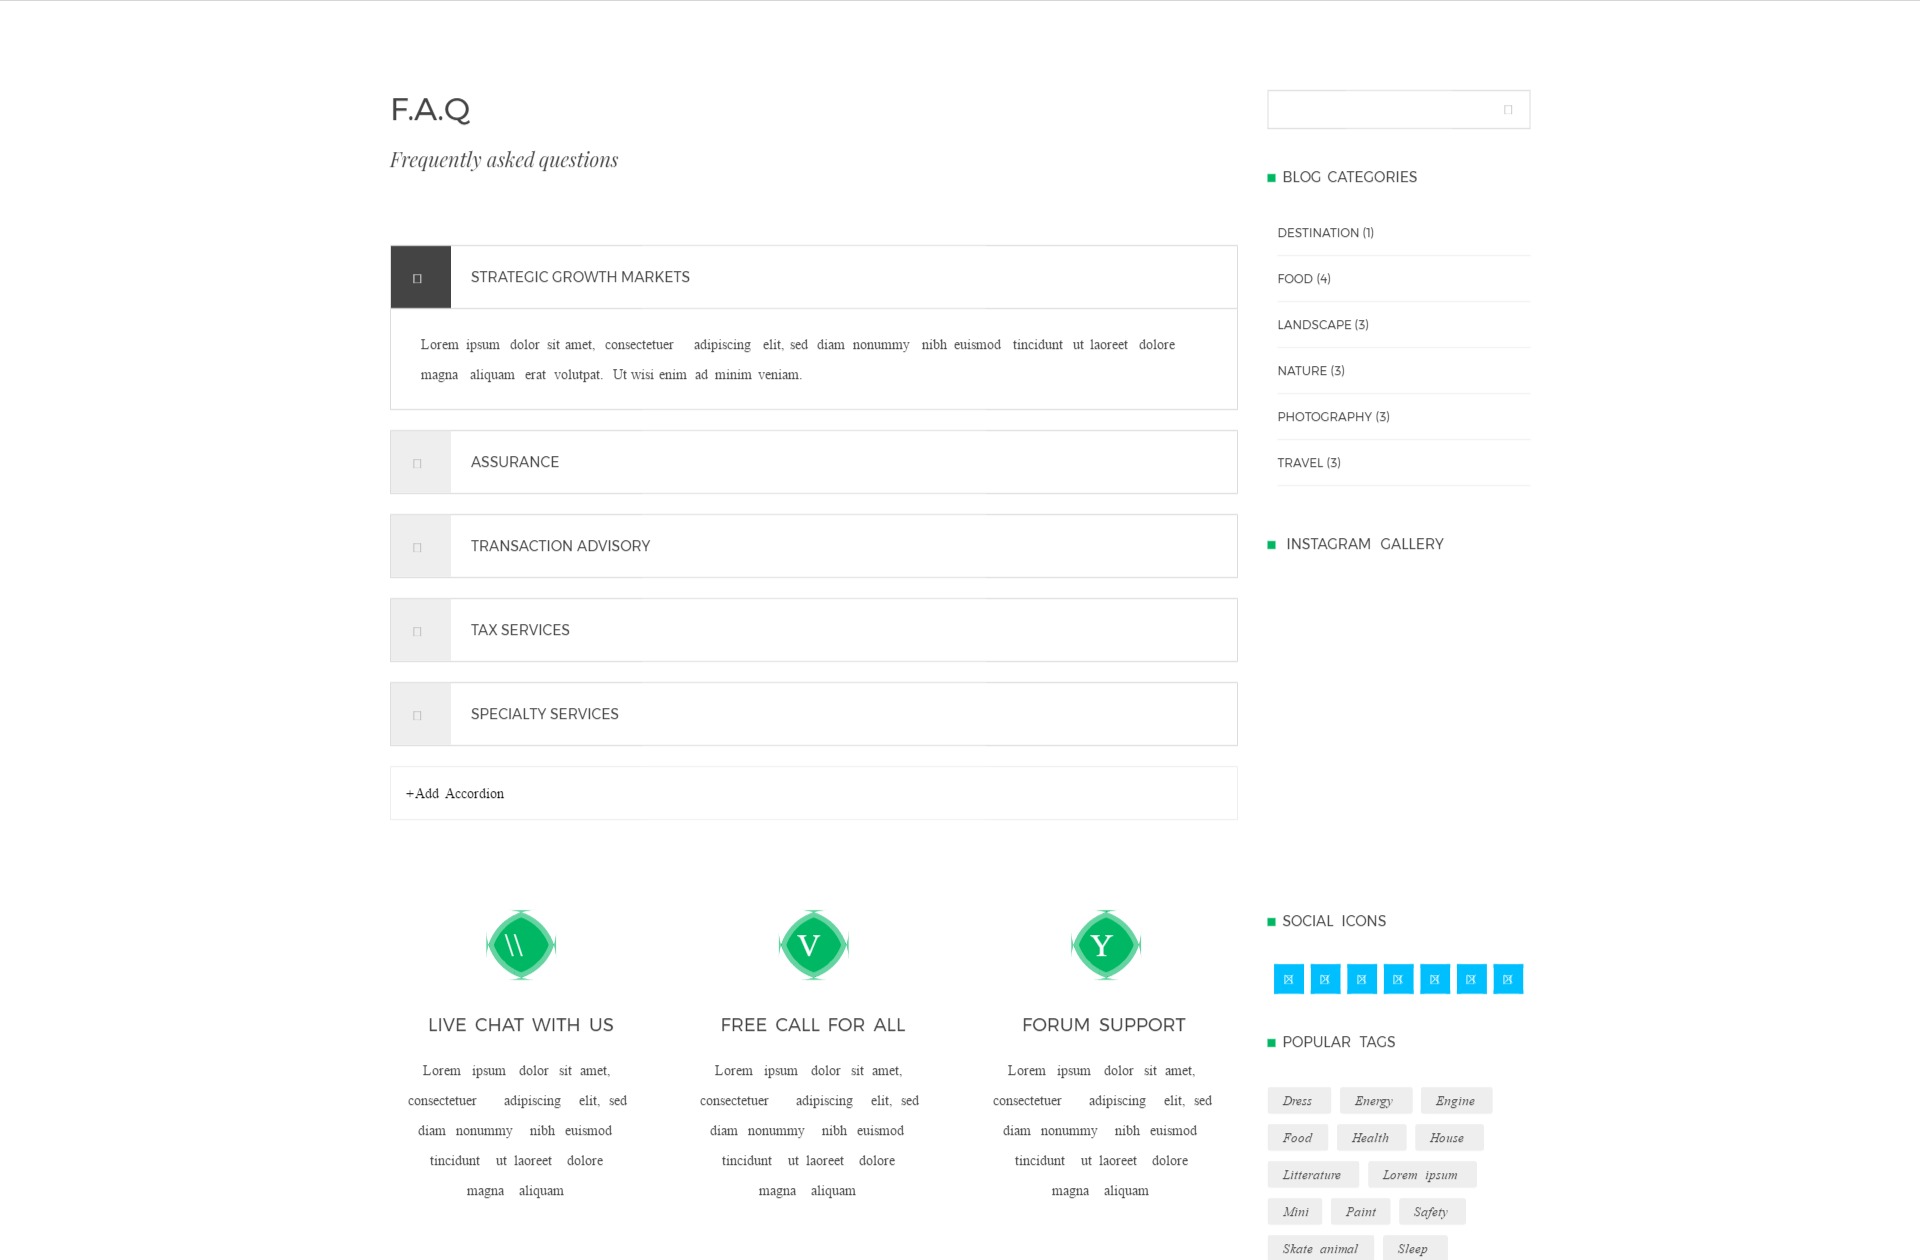 F.A.Q
Frequently asked questions
STRATEGIC GROWTH MARKETS
Lorem ipsum dolor sit amet, consectetuer adipiscing elit, sed diam nonummy nibh euismod tincidunt ut laoreet dolore
magna aliquam erat volutpat. Ut wisi enim ad minim veniam.
ASSURANCE
TRANSACTION ADVISORY
TAX SERVICES
SPECIALTY SERVICES
+Add Accordion
\\
LIVE CHAT WITH US
Lorem ipsum dolor sit amet,
consectetuer adipiscing elit, sed
diam nonummy nibh euismod
tincidunt ut laoreet dolore
magna aliquam
V
FREE CALL FOR ALL
Lorem ipsum dolor sit amet,
consectetuer adipiscing elit, sed
diam nonummy nibh euismod
tincidunt ut laoreet dolore
magna aliquam
Y
FORUM SUPPORT
Lorem ipsum dolor sit amet,
consectetuer adipiscing elit, sed
diam nonummy nibh euismod
tincidunt ut laoreet dolore
magna aliquam
BLOG CATEGORIES
DESTINATION (1)
FOOD (4)
LANDSCAPE (3)
NATURE (3)
PHOTOGRAPHY (3)
TRAVEL (3)
INSTAGRAM GALLERY
SOCIAL ICONS
POPULAR TAGS
Dress Energy Engine
Food Health House
Litterature Lorem ipsum
Mini Paint Safety
Skate animal Sleep